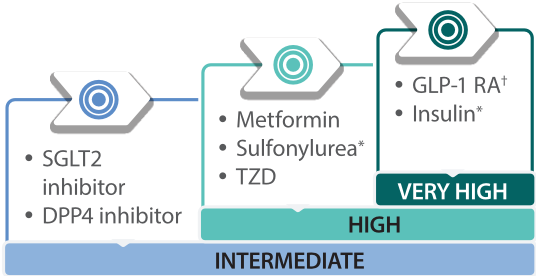 • SGLT2
inhibitor
• DPP4 inhibitor
INTERMEDIATE
• Metformin
• Sulfonylurea*
• TZD
HIGH
• GLP-1 RA†
• Insulin*
VERY HIGH